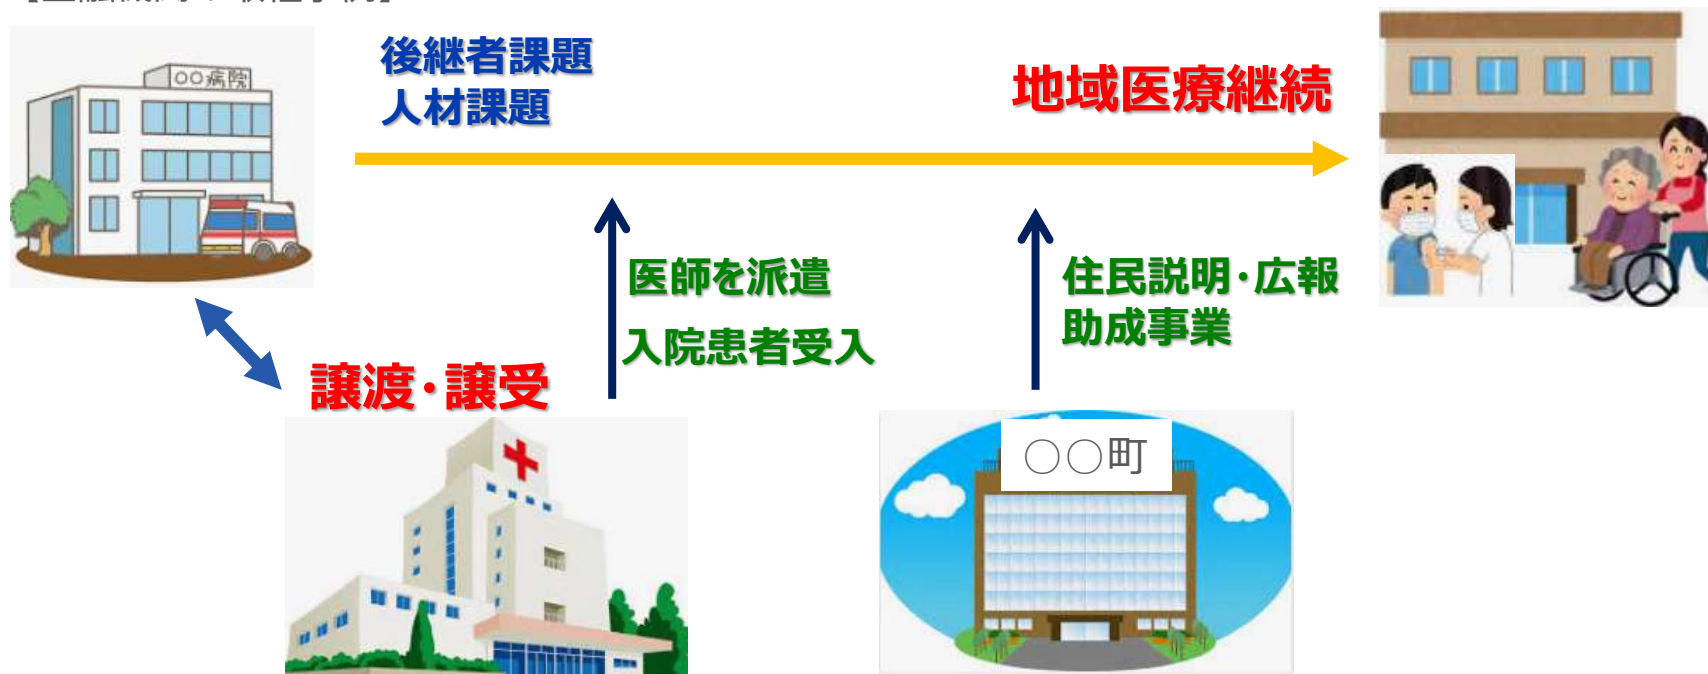 後継者課題
人材課題
地域医療継続
○○病院
医師を派遣
入院患者受入
住民説明・広報
助成事業
譲渡・譲受
○○町